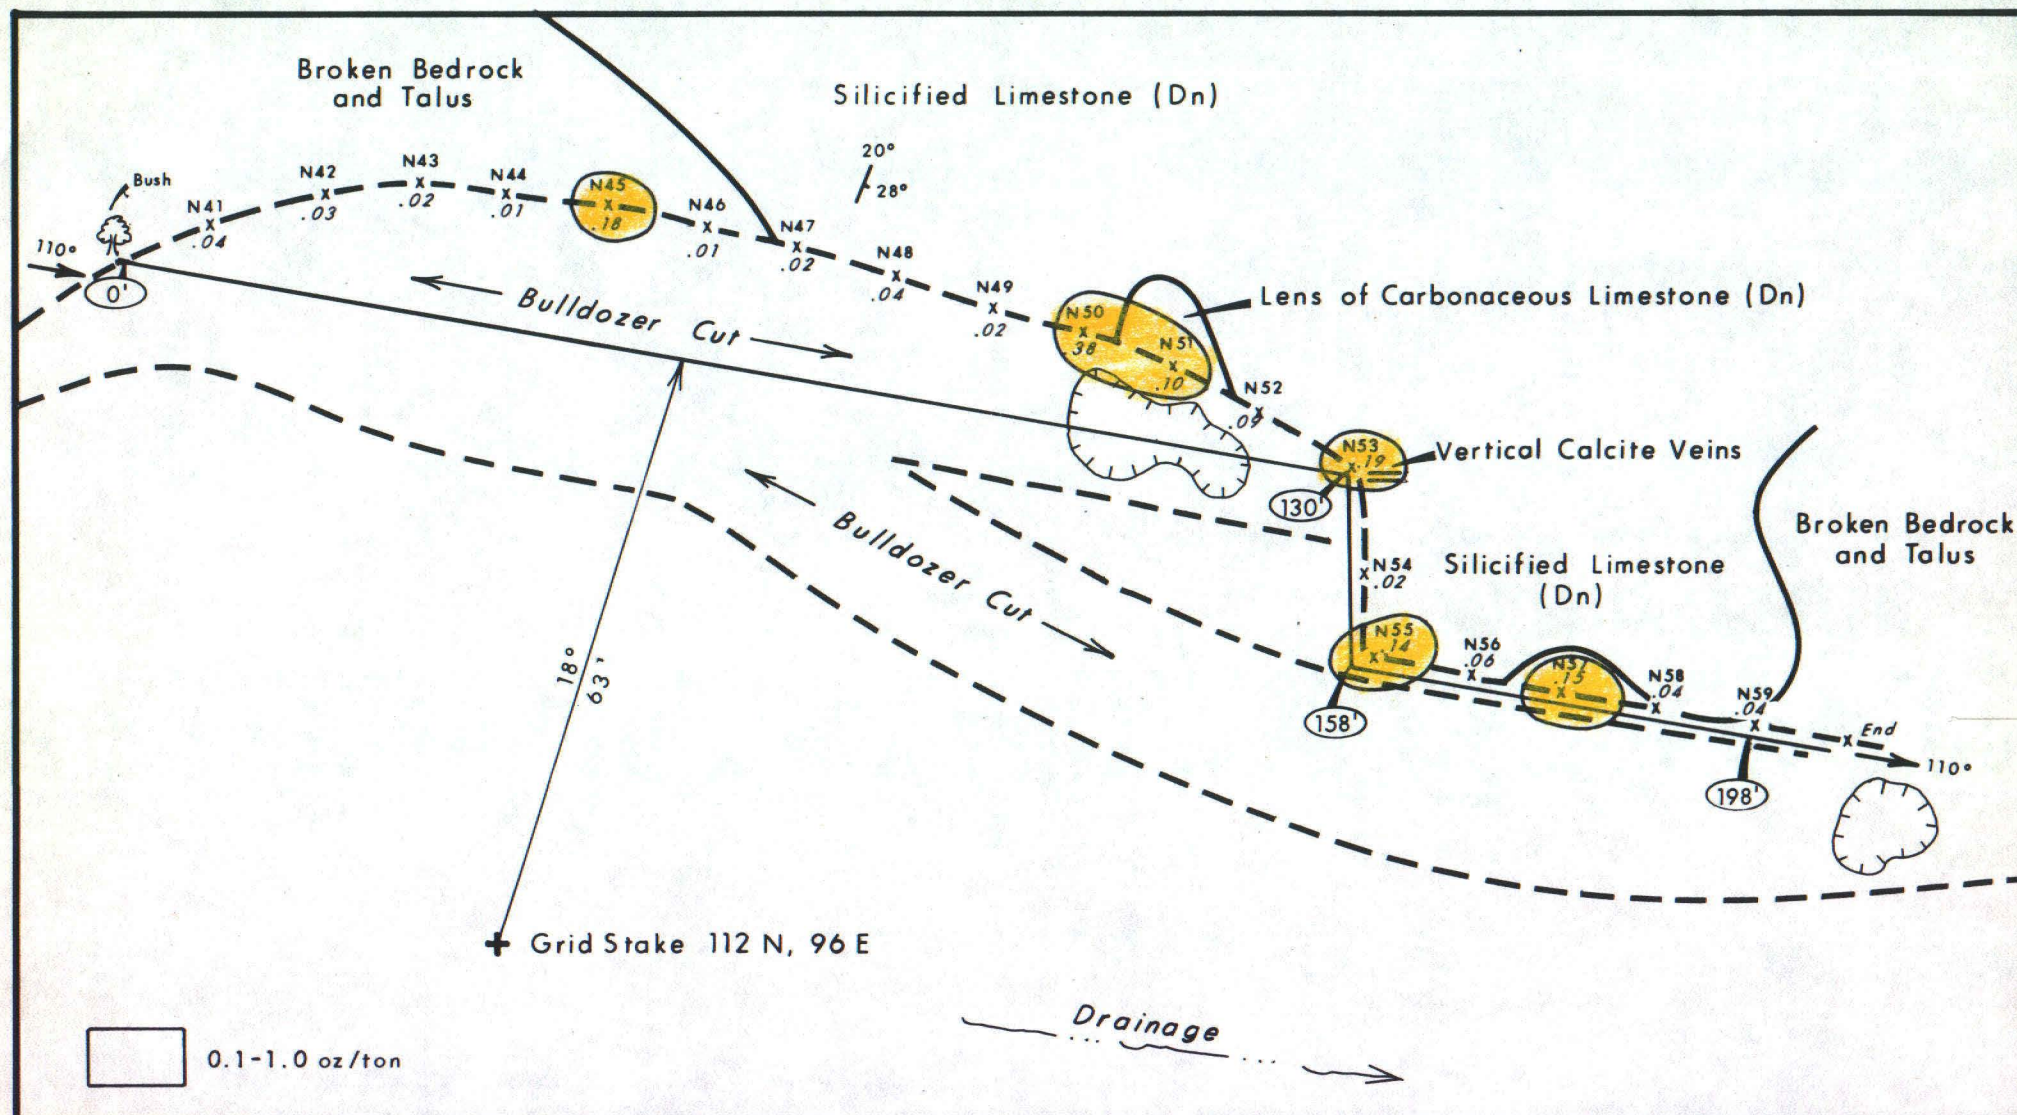 Broken Bedrock
and Talus
Silicified Limestone (Dn)
20°
28°
Bush
N41
.04
N42
.03
N43
.02
N44
.01
N45
.18
N46
.01
N47
.02
N48
.04
N49
.02
N50
.38
N51
.10
N52
.09
N53
.19
110°
0'
Bulldozer Cut
Lens of Carbonaceous Limestone (Dn)
Vertical Calcite Veins
130'
Bulldozer Cut
Broken Bedrock
and Talus
N54
.02
Silicified Limestone
(Dn)
N55
.14
N56
.06
N57
.15
N58
.04
N59
.04
End
110°
158'
198'
18°
63'
Grid Stake 112 N, 96 E
Drainage
0.1-1.0 oz/ton